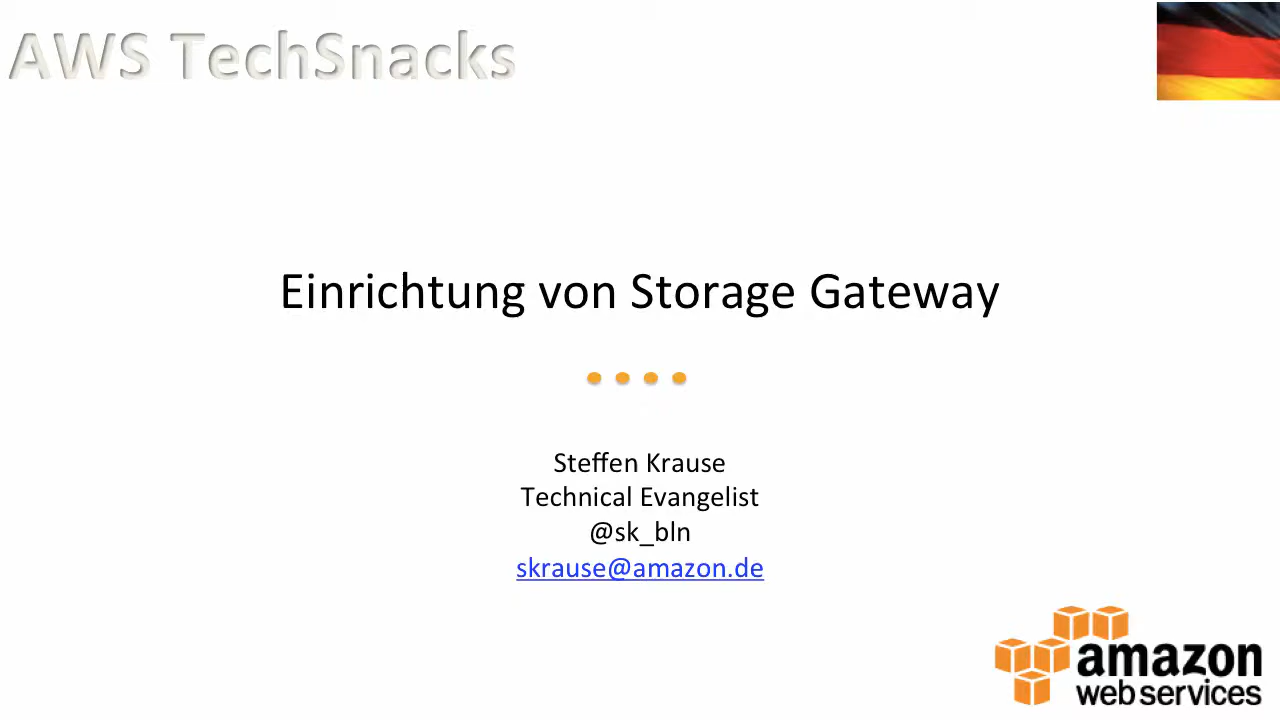 AWS TechSnacks
Einrichtung von Storage Gateway
Steffen Krause
Technical Evangelist
@sk_bln
skrause@amazon.de
amazon
web services